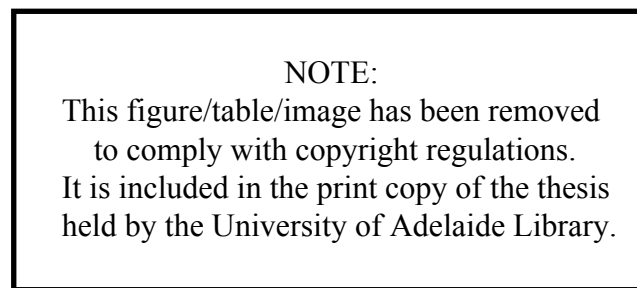 NOTE:
This figure/table/image has been removed
to comply with copyright regulations.
It is included in the print copy of the thesis
held by the University of Adelaide Library.